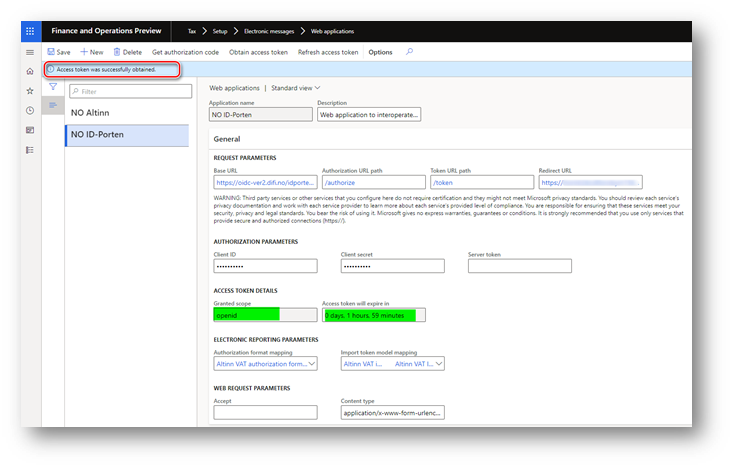 Finance and Operations Preview
Tax > Setup > Electronic messages > Web applications
Save + New Delete Get authorization code Obtain access token Refresh access token Options
Access token was successfully obtained.
Filter
NO Altinn
NO ID-Porten
Web applications | Standard view
Application name Description
NO ID-Porten Web application to interoperate...
General
REQUEST PARAMETERS
Base URL Authorization URL path Token URL path Redirect URL
https://oidc-ver2.difi.no/idporte... /authorize /token https:/
WARNING: Third party services or other services that you configure here do not require certification and they might not meet Microsoft privacy standards. You should review each service's
privacy documentation and work with each service provider to learn more about each service's provided level of compliance. You are responsible for ensuring that these services meet your
security, privacy and legal standards. You bear the risk of using it. Microsoft gives no express warranties, guarantees or conditions. It is strongly recommended that you use only services that
provide secure and authorized connections (https://).
AUTHORIZATION PARAMETERS
Client ID Client secret Server token
•••••••••• ••••••••••
ACCESS TOKEN DETAILS
Granted scope Access token will expire in
openid 0 days, 1 hours, 59 minutes
ELECTRONIC REPORTING PARAMETERS
Authorization format mapping Import token model mapping
Altinn VAT authorization form... Altinn VAT i... Altinn VAT I...
WEB REQUEST PARAMETERS
Accept Content type
application/x-www-form-urlenc...